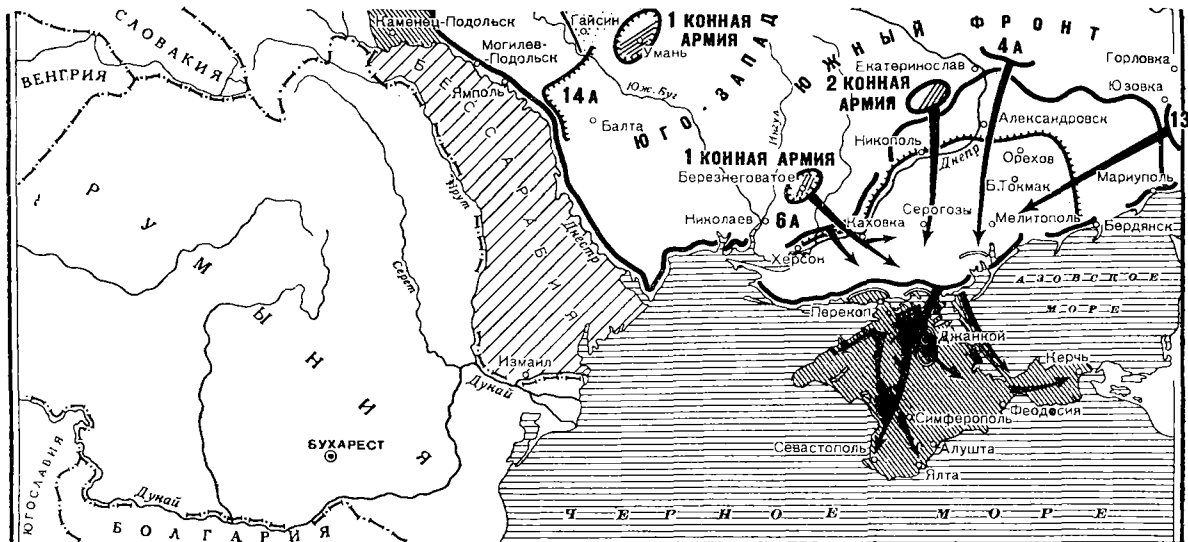 СЛОВАКИЯ
ВЕНГРИЯ
Каменец-Подольск
Гайсин
1 КОННАЯ
АРМИЯ
Умань
Могилев-
Подольск
Ямполь
14 А
Балта
Юж. Буг
ЮГО-ЗАПАД
Ингул
ЮЖНЫЙ ФРОНТ
4 А
Екатеринослав
Горловка
Юзовка
13
2 КОННАЯ
АРМИЯ
Александровск
Никополь
Днепр
Орехов
Б.Токмак
Мариуполь
1 КОННАЯ АРМИЯ
Березнеговатое
Николаев
6 А
Каховка
Серогозы
Мелитополь
Бердянск
Херсон
БЕССАРАБИЯ
Прут
Днестр
Серет
РУМЫНИЯ
АЗОВСКОЕ
МОРЕ
Перекоп
Джанкой
Керчь
Измаил
Дунай
Феодосия
Симферополь
Севастополь
Алушта
Ялта
БУХАРЕСТ
ЮГОСЛАВИЯ
Дунай
БОЛГАРИЯ
ЧЕРНОЕ МОРЕ